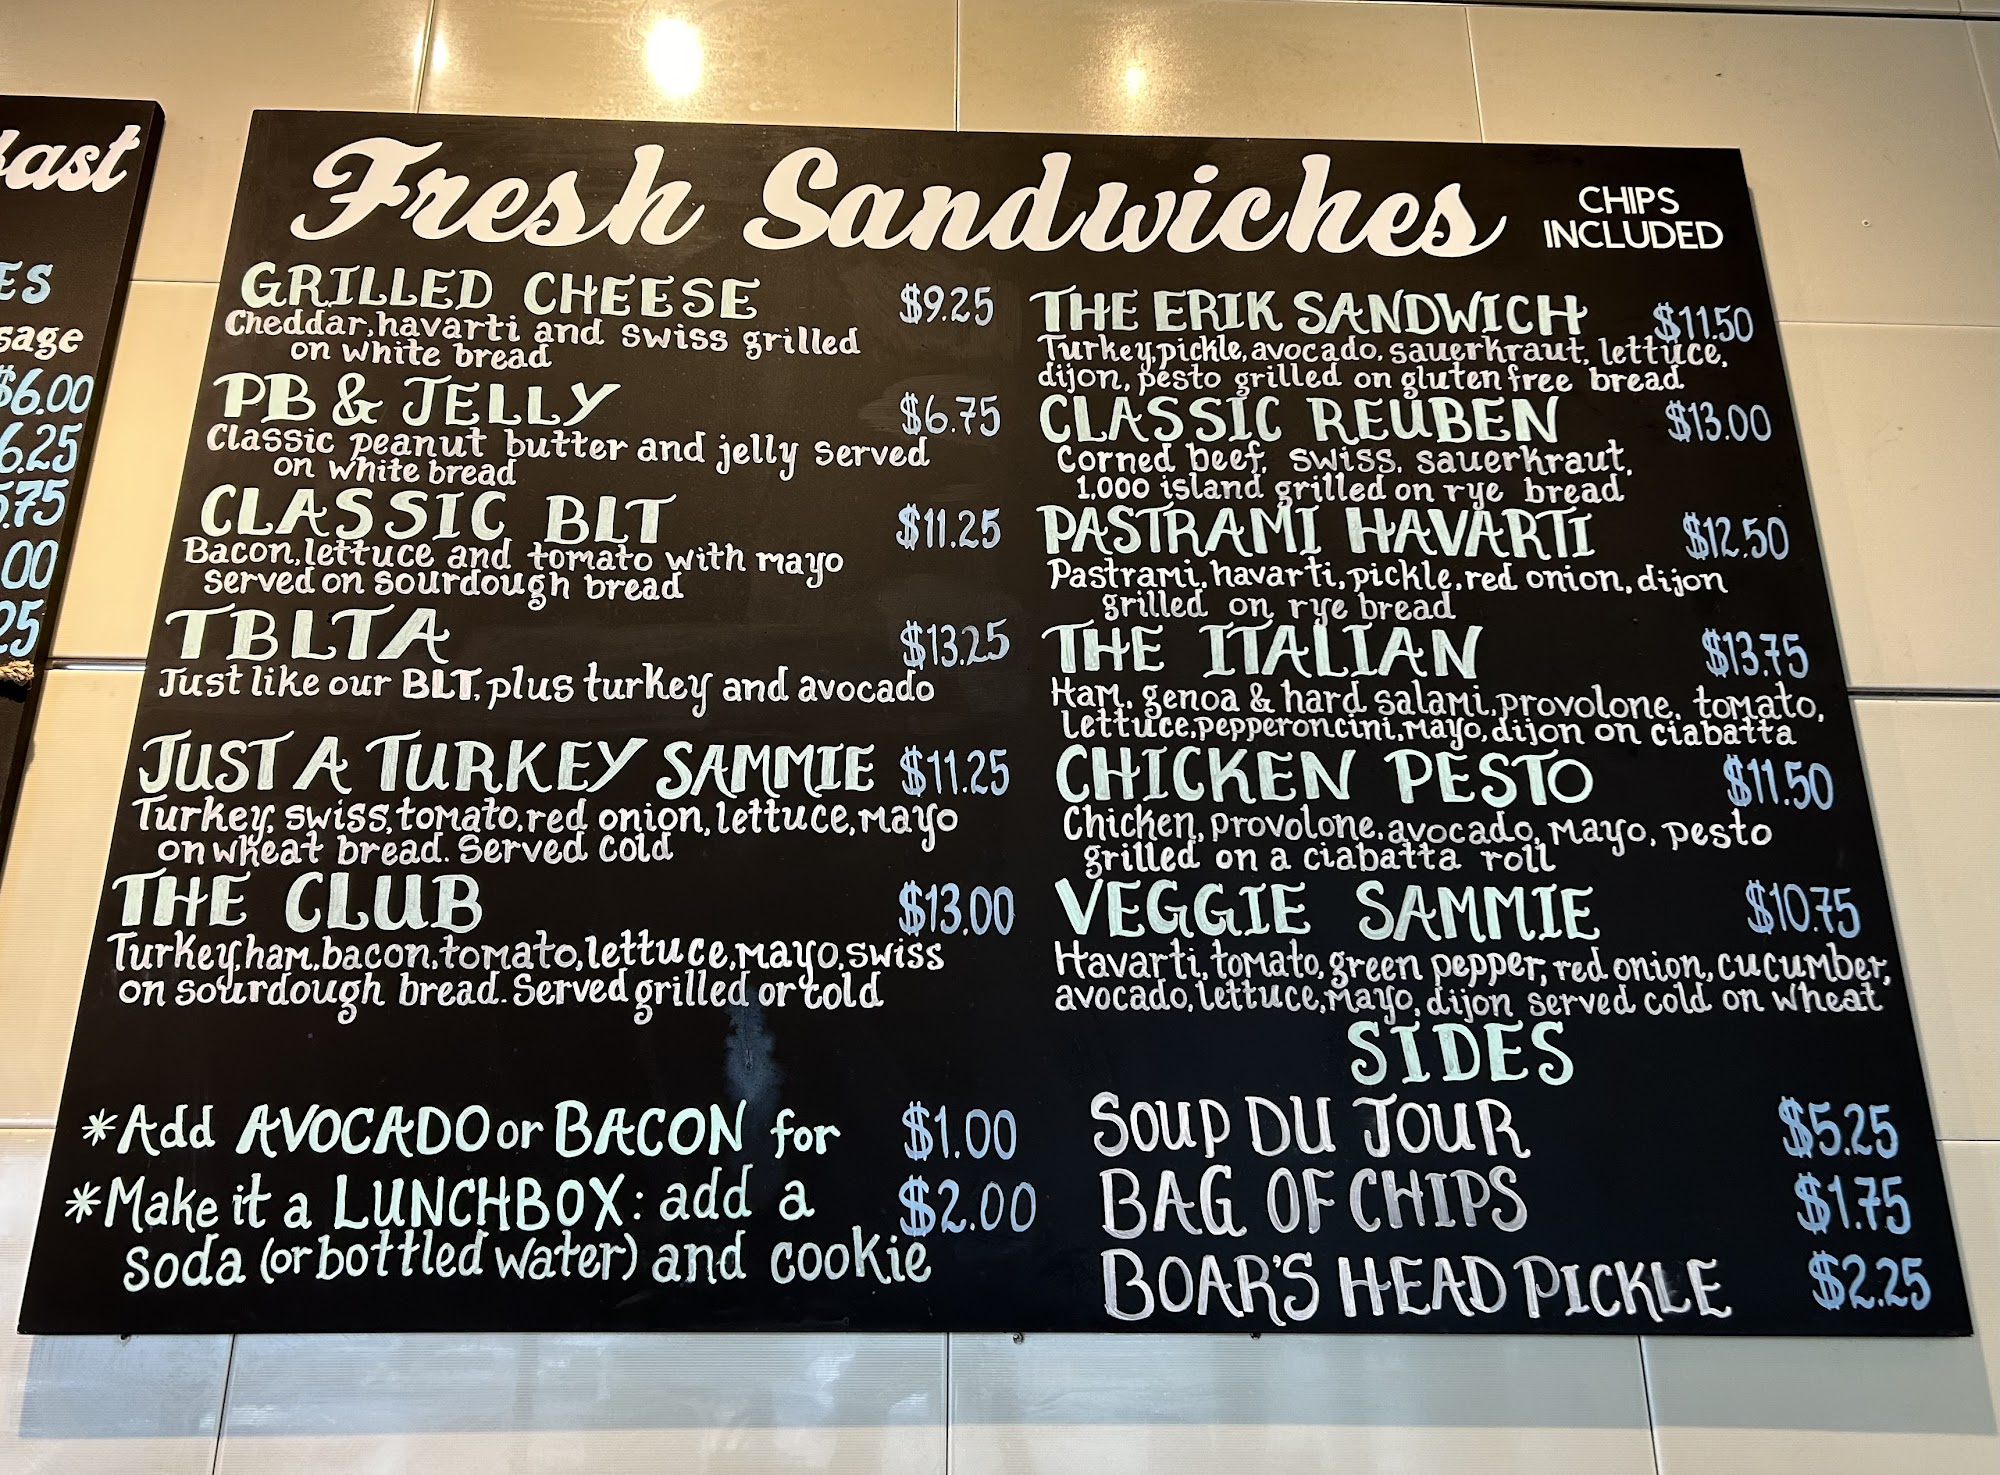 ast
ES
sage
$6.00
6.25
5.75
.00
25
Fresh Sandwiches
CHIPS
INCLUDED
GRILLED CHEESE $9.25
Cheddar, havarti and swiss grilled
on white bread
PB & JELLY $6.75
Classic peanut butter and jelly served
on white bread
CLASSIC BLT $11.25
Bacon, lettuce and tomato with mayo
served on sourdough bread
TBLTA $13.25
Just like our BLT, plus turkey and avocado
JUST A TURKEY SAMMIE $11.25
Turkey, swiss, tomato, red onion, lettuce, mayo
on wheat bread. Served cold
THE CLUB $13.00
Turkey, ham, bacon, tomato, lettuce, mayo, swiss
on sourdough bread. Served grilled or cold
*Add AVOCADO or BACON for $1.00
*Make it a LUNCHBOX: add a $2.00
soda (or bottled water) and cookie
THE ERIK SANDWICH $11.50
Turkey, pickle, avocado, sauerkraut, lettuce,
dijon, pesto grilled on gluten free bread
CLASSIC REUBEN $13.00
Corned beef, swiss, sauerkraut,
1,000 island grilled on rye bread
PASTRAMI HAVARTI $12.50
Pastrami, havarti, pickle, red onion, dijon
grilled on rye bread
THE ITALIAN $13.75
Ham, genoa & hard salami, provolone, tomato,
lettuce, pepperoncini, mayo, dijon on ciabatta
CHICKEN PESTO $11.50
Chicken, provolone, avocado, mayo, pesto
grilled on a ciabatta roll
VEGGIE SAMMIE $10.75
Havarti, tomato, green pepper, red onion, cucumber,
avocado, lettuce, mayo, dijon served cold on wheat
SIDES
SOUP DU JOUR $5.25
BAG OF CHIPS $1.75
BOAR'S HEAD PICKLE $2.25